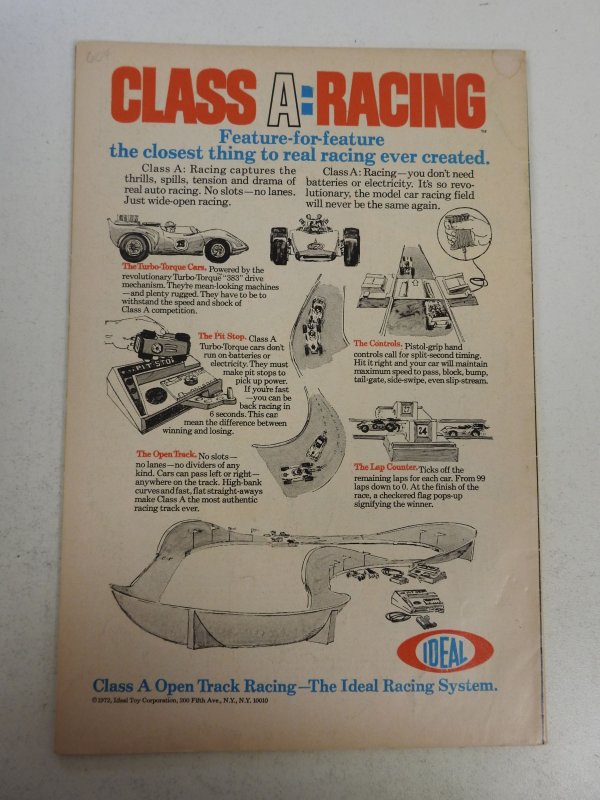 609
CLASS A: RACING
TM
Feature-for-feature
the closest thing to real racing ever created.
Class A: Racing captures the
thrills, spills, tension and drama of
real auto racing. No slots—no lanes.
Just wide-open racing.
Class A: Racing—you don't need
batteries or electricity. It's so revo-
lutionary, the model car racing field
will never be the same again.
The Turbo-Torque Cars. Powered by the
revolutionary Turbo-Torque "383" drive
mechanism. They're mean-looking machines
—and plenty rugged. They have to be to
withstand the speed and shock of
Class A competition.
The Pit Stop. Class A
Turbo-Torque cars don't
run on batteries or
electricity. They must
make pit stops to
pick up power.
If you're fast
—you can be
back racing in
6 seconds. This can
mean the difference between
winning and losing.
PIT STOP
The Controls. Pistol-grip hand
controls call for split-second timing.
Hit it right and your car will maintain
maximum speed to pass, block, bump,
tail-gate, side-swipe, even slip-stream.
The Open Track. No slots—
no lanes—no dividers of any
kind. Cars can pass left or right—
anywhere on the track. High-bank
curves and fast, flat straight-aways
make Class A the most authentic
racing track ever.
24
The Lap Counter. Ticks off the
remaining laps for each car. From 99
laps down to 0. At the finish of the
race, a checkered flag pops-up
signifying the winner.
IDEAL
Class A Open Track Racing—The Ideal Racing System.
©1972, Ideal Toy Corporation, 200 Fifth Ave., N.Y., N.Y. 10010